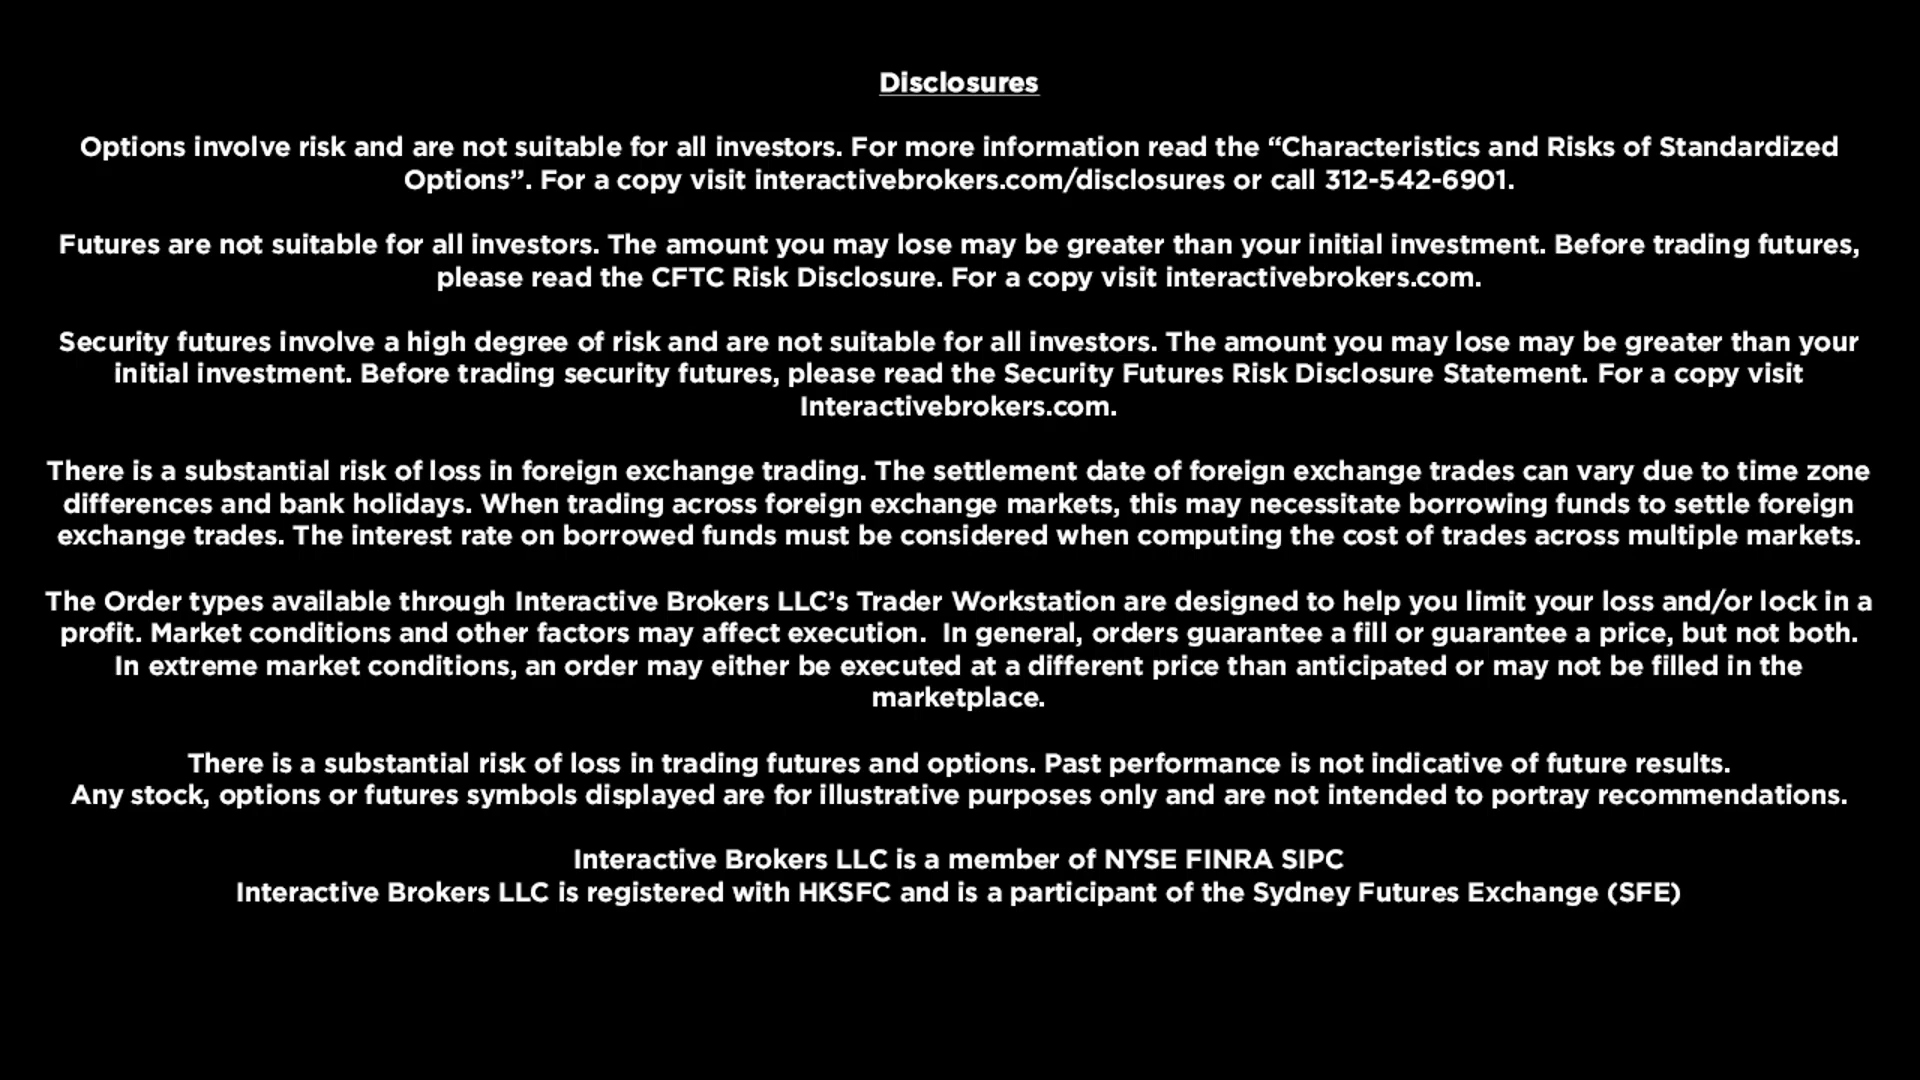 Disclosures
Options involve risk and are not suitable for all investors. For more information read the “Characteristics and Risks of Standardized
Options”. For a copy visit interactivebrokers.com/disclosures or call 312-542-6901.
Futures are not suitable for all investors. The amount you may lose may be greater than your initial investment. Before trading futures,
please read the CFTC Risk Disclosure. For a copy visit interactivebrokers.com.
Security futures involve a high degree of risk and are not suitable for all investors. The amount you may lose may be greater than your
initial investment. Before trading security futures, please read the Security Futures Risk Disclosure Statement. For a copy visit
Interactivebrokers.com.
There is a substantial risk of loss in foreign exchange trading. The settlement date of foreign exchange trades can vary due to time zone
differences and bank holidays. When trading across foreign exchange markets, this may necessitate borrowing funds to settle foreign
exchange trades. The interest rate on borrowed funds must be considered when computing the cost of trades across multiple markets.
The Order types available through Interactive Brokers LLC’s Trader Workstation are designed to help you limit your loss and/or lock in a
profit. Market conditions and other factors may affect execution.  In general, orders guarantee a fill or guarantee a price, but not both.
In extreme market conditions, an order may either be executed at a different price than anticipated or may not be filled in the
marketplace.
There is a substantial risk of loss in trading futures and options. Past performance is not indicative of future results.
Any stock, options or futures symbols displayed are for illustrative purposes only and are not intended to portray recommendations.
Interactive Brokers LLC is a member of NYSE FINRA SIPC
Interactive Brokers LLC is registered with HKSFC and is a participant of the Sydney Futures Exchange (SFE)